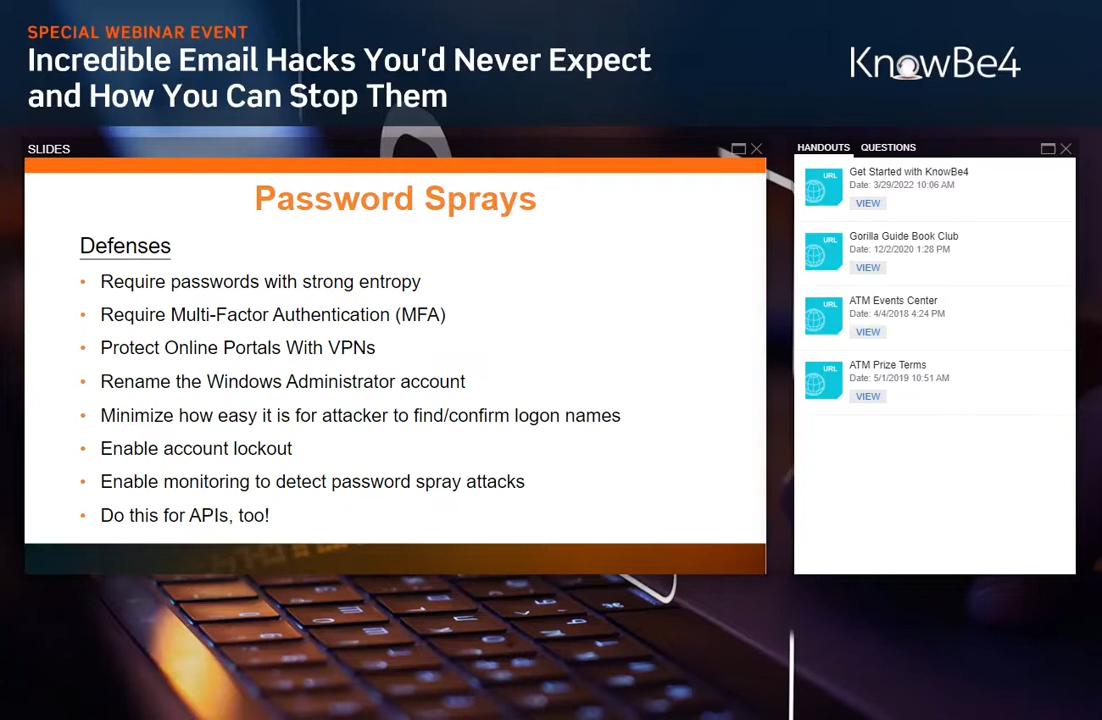 SPECIAL WEBINAR EVENT
Incredible Email Hacks You'd Never Expect
and How You Can Stop Them
KnowBe4
SLIDES
Password Sprays
Defenses
• Require passwords with strong entropy
• Require Multi-Factor Authentication (MFA)
• Protect Online Portals With VPNs
• Rename the Windows Administrator account
• Minimize how easy it is for attacker to find/confirm logon names
• Enable account lockout
• Enable monitoring to detect password spray attacks
• Do this for APIs, too!
HANDOUTS QUESTIONS
URL
Get Started with KnowBe4
Date: 3/29/2022 10:06 AM
VIEW
URL
Gorilla Guide Book Club
Date: 12/2/2020 1:28 PM
VIEW
URL
ATM Events Center
Date: 4/4/2018 4:24 PM
VIEW
URL
ATM Prize Terms
Date: 5/1/2019 10:51 AM
VIEW